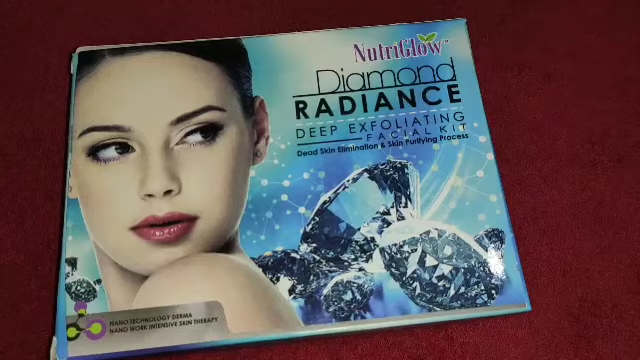 NutriGlow™
Diamond
RADIANCE
DEEP EXFOLIATING
FACIAL KIT
Dead Skin Elimination & Skin Purifying Process
NANO TECHNOLOGY DERMA
NANO WORK INTENSIVE SKIN THERAPY